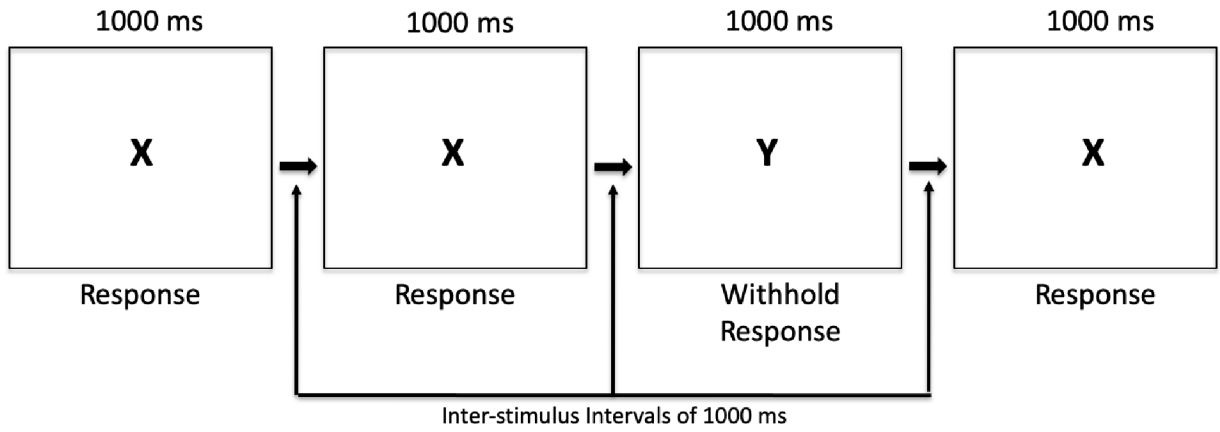 1000 ms
1000 ms
1000 ms
1000 ms
X
X
Y
X
Response
Response
Withhold
Response
Response
Inter-stimulus Intervals of 1000 ms